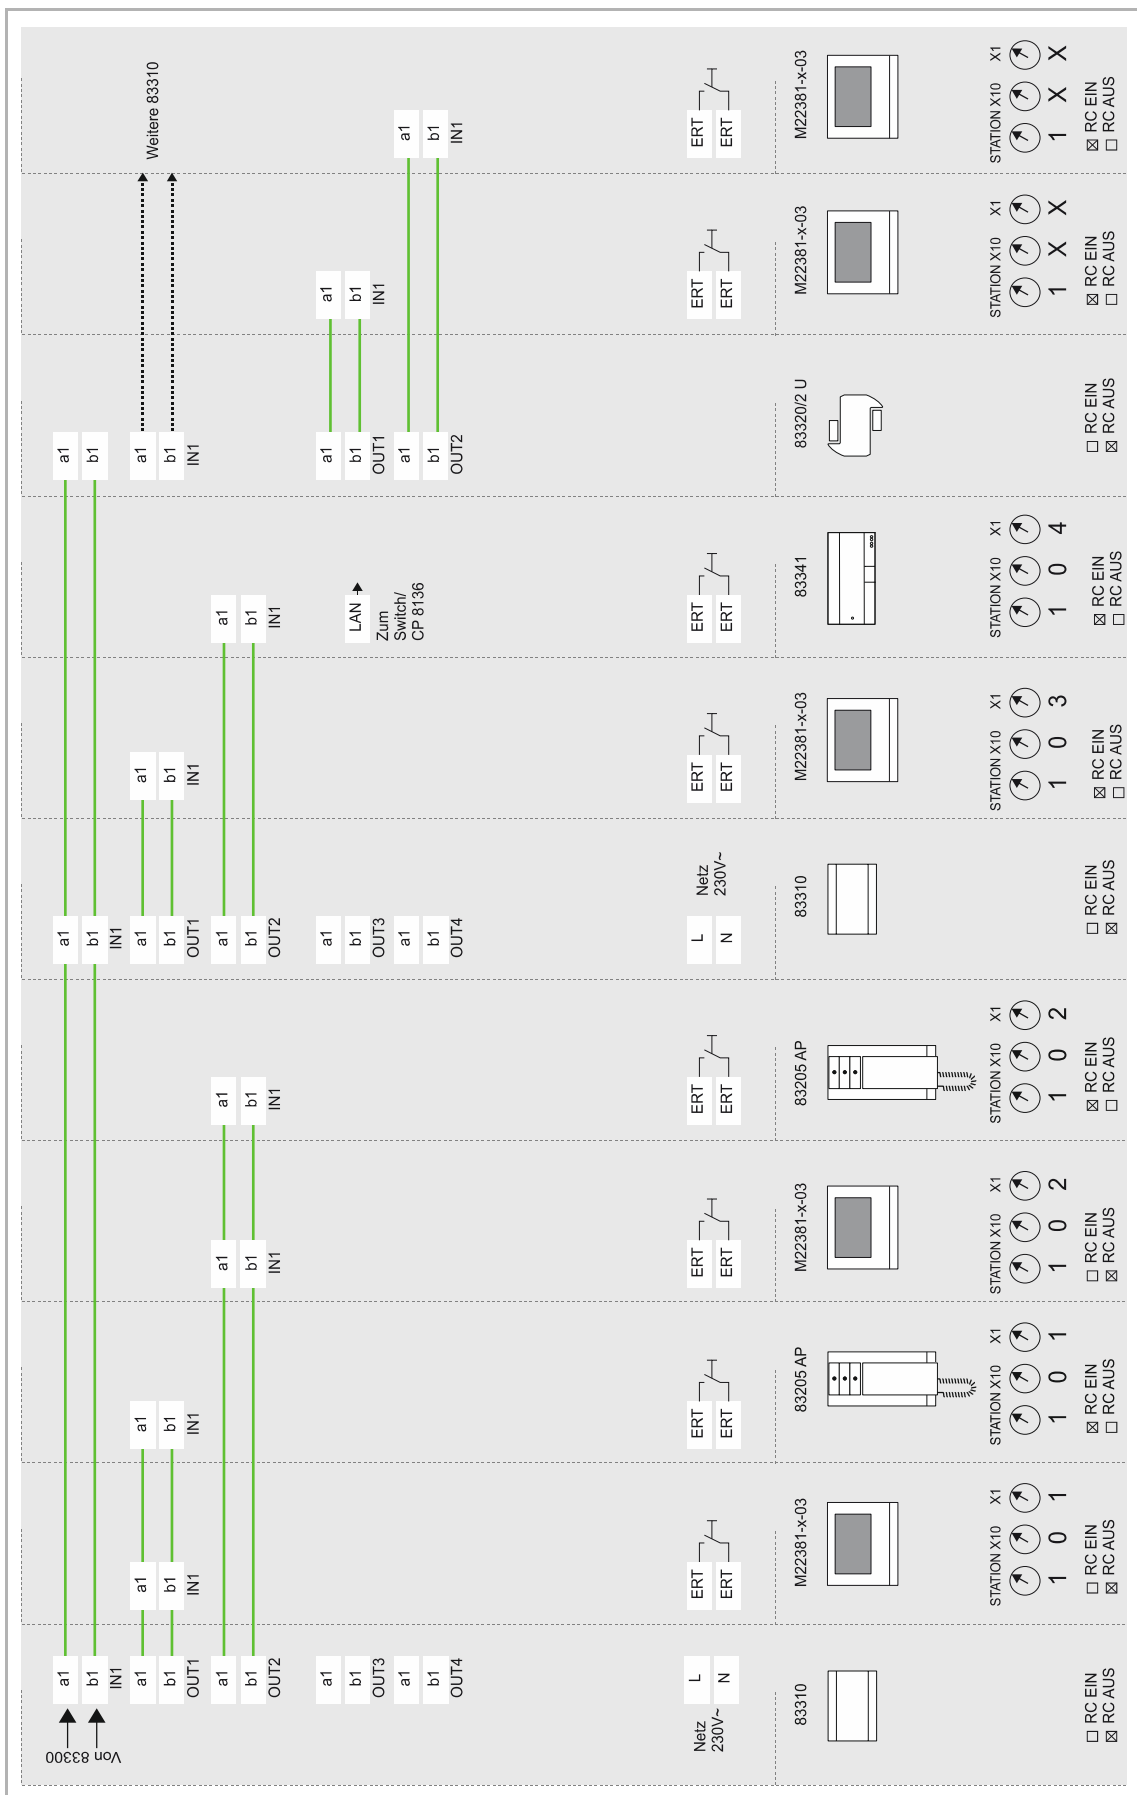 Von 83300
a1
b1
IN1
a1
b1
OUT1
a1
b1
OUT2
a1
b1
OUT3
a1
b1
OUT4
Netz
230V~
L
N
83310
☐ RC EIN
☒ RC AUS
a1
b1
IN1
ERT
ERT
M22381-x-03
STATION X10 X1
1 0 1
☐ RC EIN
☒ RC AUS
a1
b1
IN1
ERT
ERT
83205 AP
STATION X10 X1
1 0 1
☒ RC EIN
☐ RC AUS
a1
b1
IN1
ERT
ERT
M22381-x-03
STATION X10 X1
1 0 2
☐ RC EIN
☒ RC AUS
a1
b1
IN1
ERT
ERT
83205 AP
STATION X10 X1
1 0 2
☒ RC EIN
☐ RC AUS
a1
b1
IN1
a1
b1
OUT1
a1
b1
OUT2
a1
b1
OUT3
a1
b1
OUT4
L
N
Netz
230V~
83310
☐ RC EIN
☒ RC AUS
a1
b1
IN1
ERT
ERT
M22381-x-03
STATION X10 X1
1 0 3
☒ RC EIN
☐ RC AUS
a1
b1
IN1
LAN
Zum
Switch/
CP 8136
ERT
ERT
83341
STATION X10 X1
1 0 4
☒ RC EIN
☐ RC AUS
a1
b1
a1
b1
IN1
a1
b1
OUT1
a1
b1
OUT2
83320/2 U
☐ RC EIN
☒ RC AUS
a1
b1
IN1
ERT
ERT
M22381-x-03
STATION X10 X1
1 X X
☒ RC EIN
☐ RC AUS
Weitere 83310
a1
b1
IN1
ERT
ERT
M22381-x-03
STATION X10 X1
1 X X
☒ RC EIN
☐ RC AUS